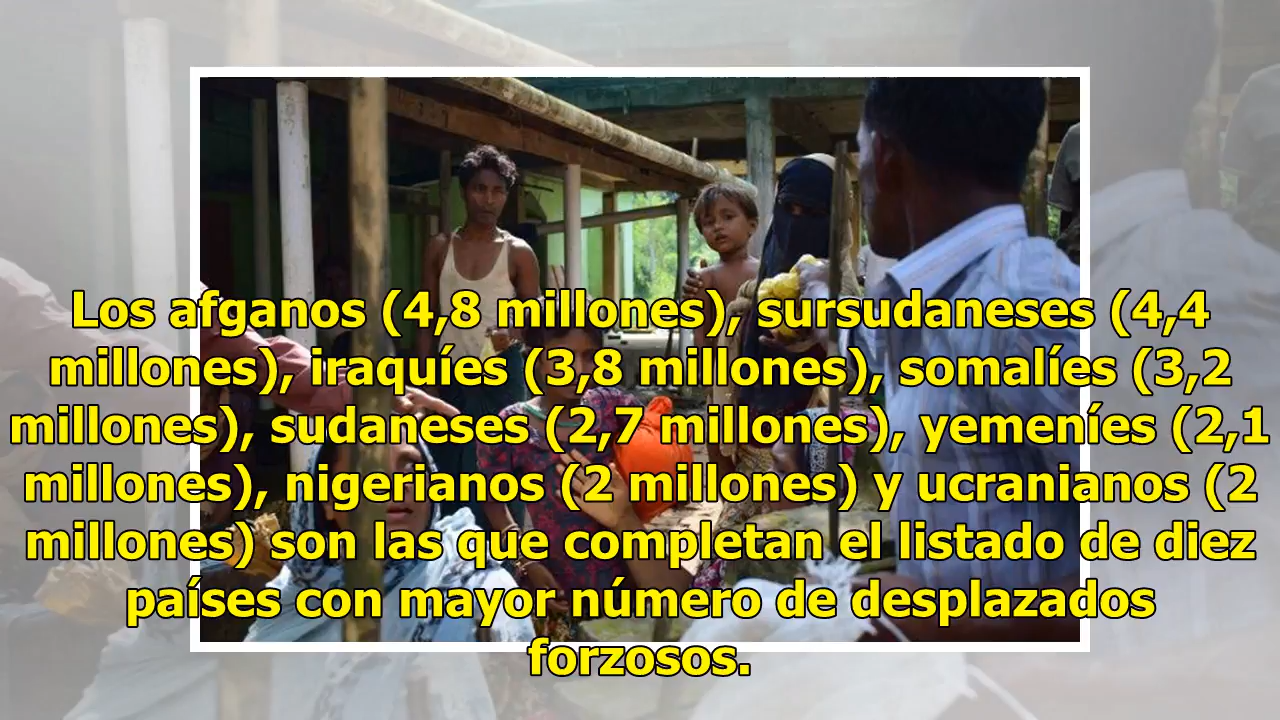 Los afganos (4,8 millones), sursudaneses (4,4
millones), iraquíes (3,8 millones), somalíes (3,2
millones), sudaneses (2,7 millones), yemeníes (2,1
millones), nigerianos (2 millones) y ucranianos (2
millones) son las que completan el listado de diez
países con mayor número de desplazados
forzosos.